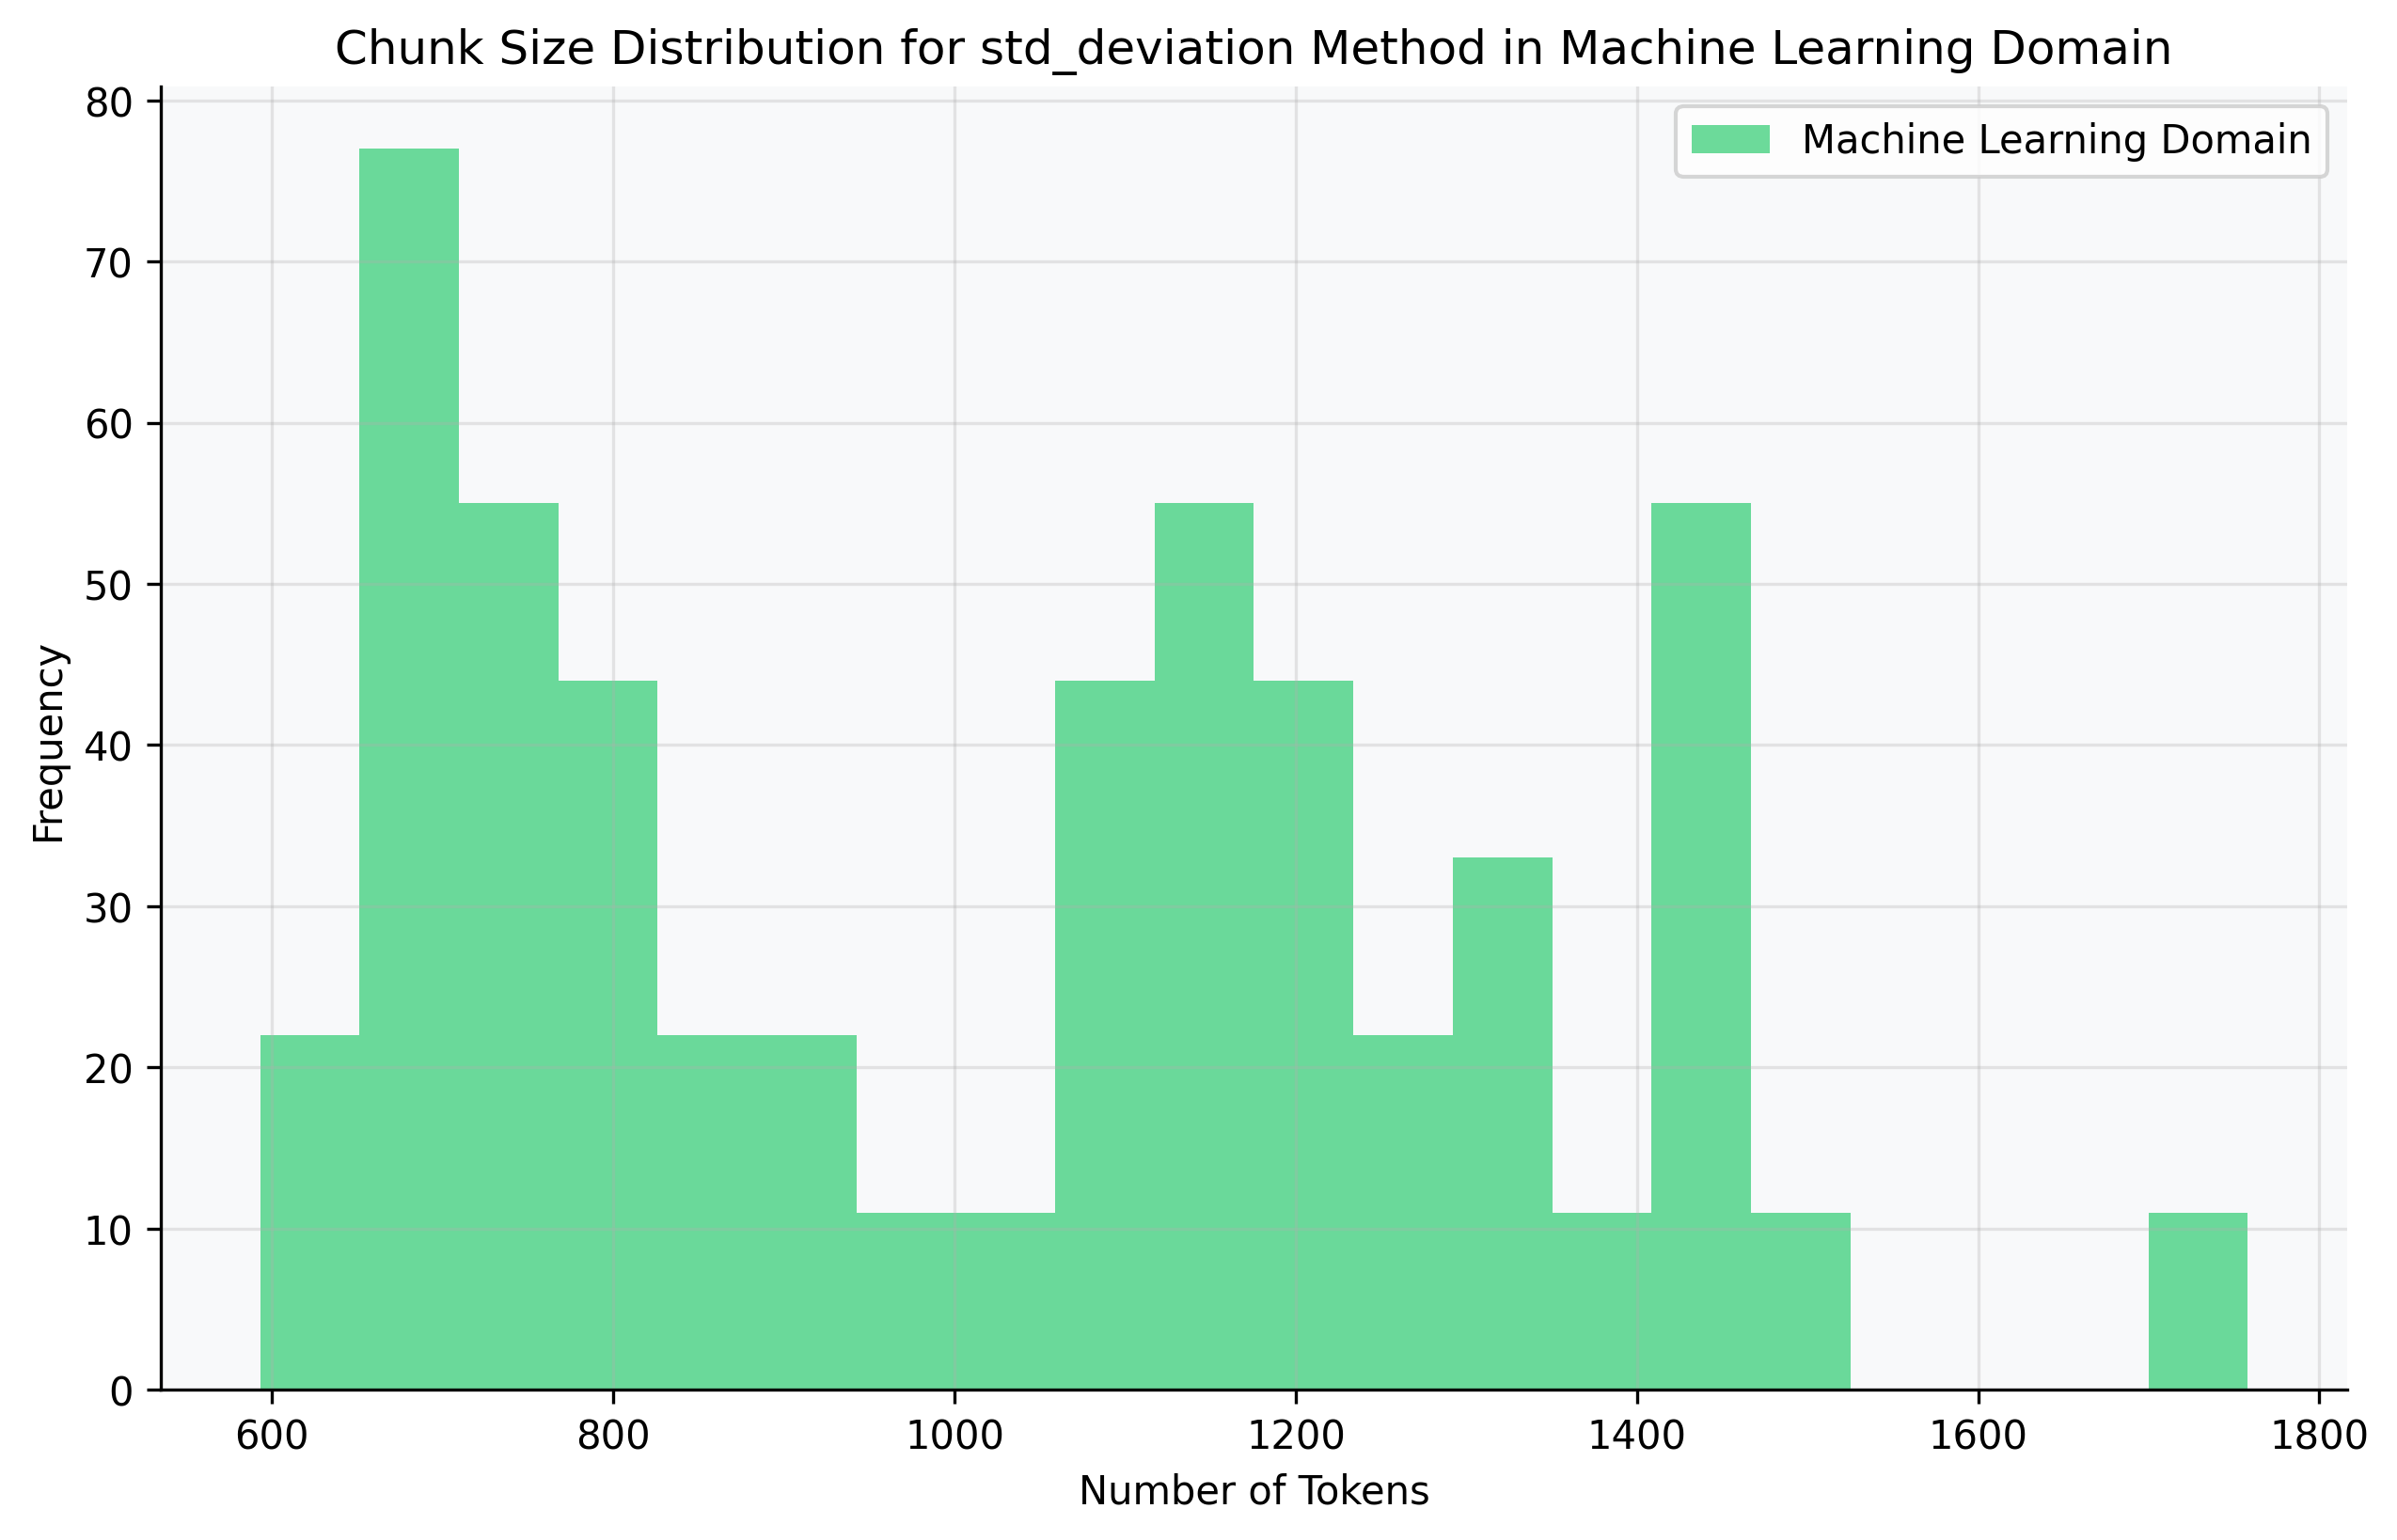 Chunk Size Distribution for std_deviation Method in Machine Learning Domain
Machine Learning Domain
80
70
60
50
40
30
20
10
0
Frequency
600 800 1000 1200 1400 1600 1800
Number of Tokens